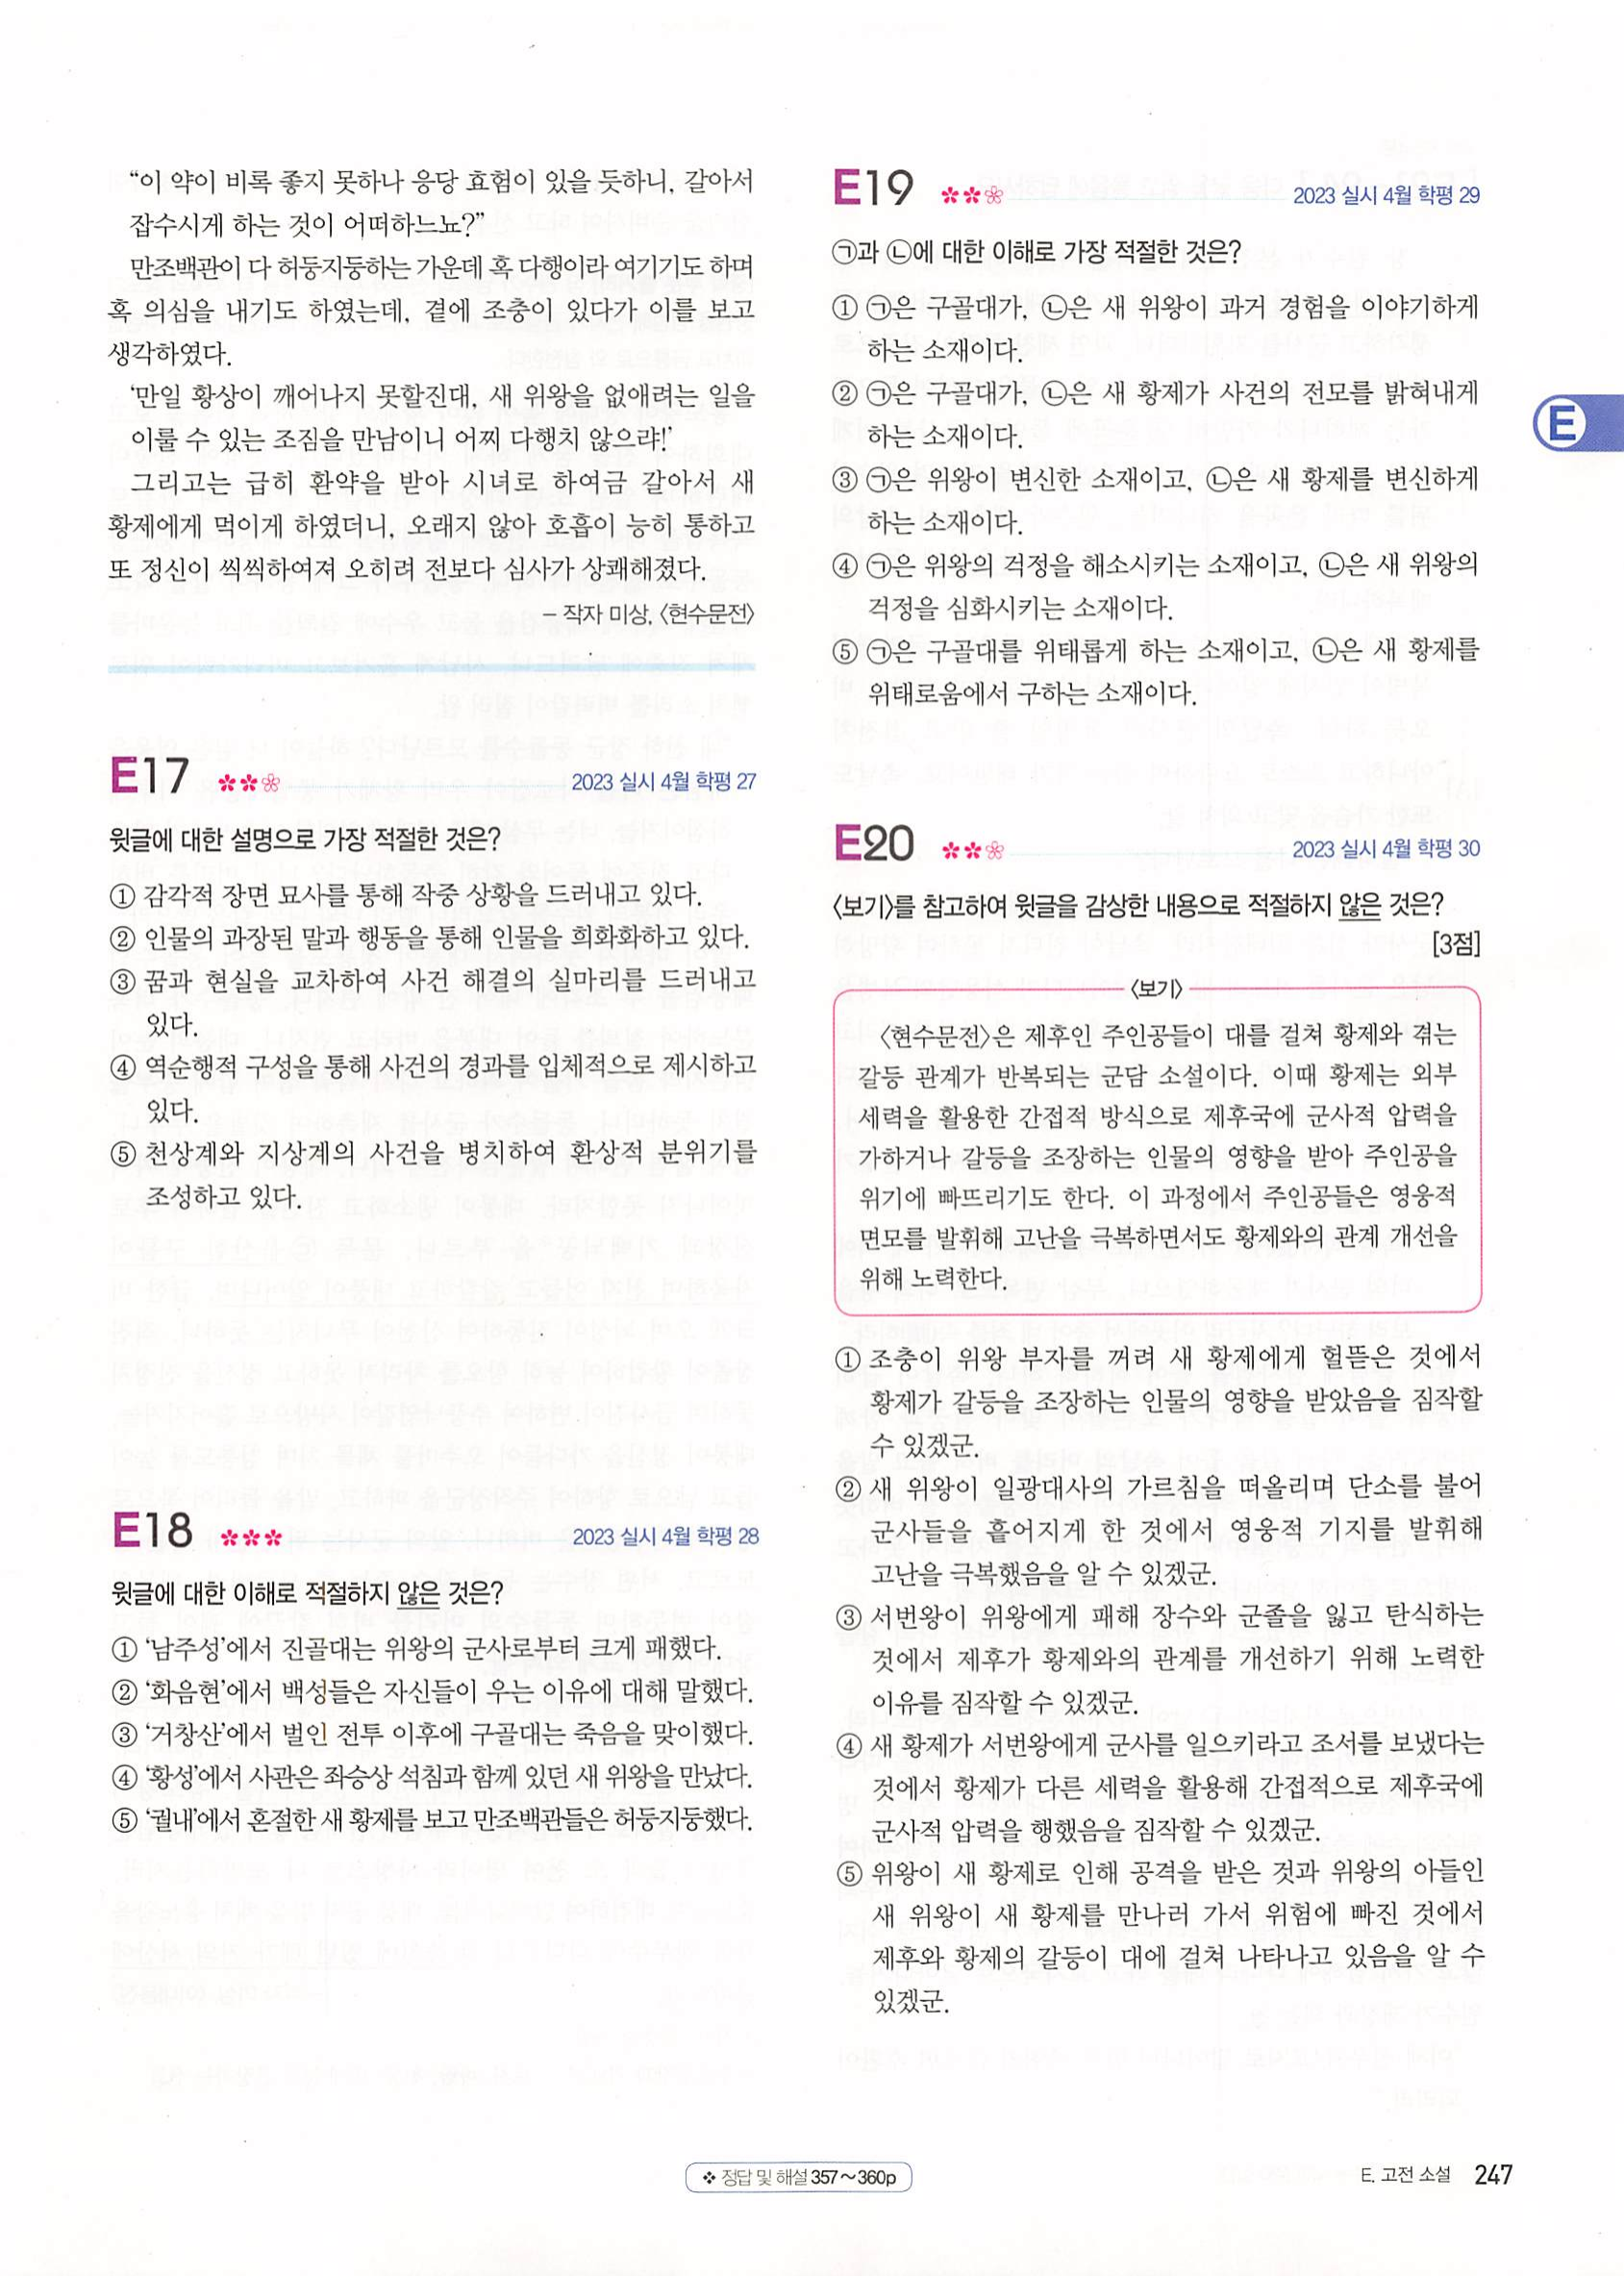 “이 약이 비록 좋지 못하나 응당 효험이 있을 듯하니, 갈아서
잡수시게 하는 것이 어떠하느뇨?”
만조백관이 다 허둥지둥하는 가운데 혹 다행이라 여기기도 하며
혹 의심을 내기도 하였는데, 곁에 조충이 있다가 이를 보고
생각하였다.
‘만일 황상이 깨어나지 못할진대, 새 위왕을 없애려는 일을
이룰 수 있는 조짐을 만남이니 어찌 다행치 않으랴!’
그리고는 급히 환약을 받아 시녀로 하여금 갈아서 새
황제에게 먹이게 하였더니, 오래지 않아 호흡이 능히 통하고
또 정신이 씩씩하여져 오히려 전보다 심사가 상쾌해졌다.
– 작자 미상, 〈현수문전〉
E17 2023 실시 4월 학평 27
윗글에 대한 설명으로 가장 적절한 것은?
① 감각적 장면 묘사를 통해 작중 상황을 드러내고 있다.
② 인물의 과장된 말과 행동을 통해 인물을 희화화하고 있다.
③ 꿈과 현실을 교차하여 사건 해결의 실마리를 드러내고
있다.
④ 역순행적 구성을 통해 사건의 경과를 입체적으로 제시하고
있다.
⑤ 천상계와 지상계의 사건을 병치하여 환상적 분위기를
조성하고 있다.
E18 2023 실시 4월 학평 28
윗글에 대한 이해로 적절하지 않은 것은?
① ‘남주성’에서 진골대는 위왕의 군사로부터 크게 패했다.
② ‘화음현’에서 백성들은 자신들이 우는 이유에 대해 말했다.
③ ‘거창산’에서 벌인 전투 이후에 구골대는 죽음을 맞이했다.
④ ‘황성’에서 사관은 좌승상 석침과 함께 있던 새 위왕을 만났다.
⑤ ‘궐내’에서 혼절한 새 황제를 보고 만조백관들은 허둥지둥했다.
E19 2023 실시 4월 학평 29
㉠과 ㉡에 대한 이해로 가장 적절한 것은?
① ㉠은 구골대가, ㉡은 새 위왕이 과거 경험을 이야기하게
하는 소재이다.
② ㉠은 구골대가, ㉡은 새 황제가 사건의 전모를 밝혀내게
하는 소재이다.
③ ㉠은 위왕이 변신한 소재이고, ㉡은 새 황제를 변신하게
하는 소재이다.
④ ㉠은 위왕의 걱정을 해소시키는 소재이고, ㉡은 새 위왕의
걱정을 심화시키는 소재이다.
⑤ ㉠은 구골대를 위태롭게 하는 소재이고, ㉡은 새 황제를
위태로움에서 구하는 소재이다.
E
E20 2023 실시 4월 학평 30
〈보기〉를 참고하여 윗글을 감상한 내용으로 적절하지 않은 것은?
[3점]
〈보기〉
〈현수문전〉은 제후인 주인공들이 대를 걸쳐 황제와 겪는
갈등 관계가 반복되는 군담 소설이다. 이때 황제는 외부
세력을 활용한 간접적 방식으로 제후국에 군사적 압력을
가하거나 갈등을 조장하는 인물의 영향을 받아 주인공을
위기에 빠뜨리기도 한다. 이 과정에서 주인공들은 영웅적
면모를 발휘해 고난을 극복하면서도 황제와의 관계 개선을
위해 노력한다.
① 조충이 위왕 부자를 꺼려 새 황제에게 헐뜯은 것에서
황제가 갈등을 조장하는 인물의 영향을 받았음을 짐작할
수 있겠군.
② 새 위왕이 일광대사의 가르침을 떠올리며 단소를 불어
군사들을 흩어지게 한 것에서 영웅적 기지를 발휘해
고난을 극복했음을 알 수 있겠군.
③ 서번왕이 위왕에게 패해 장수와 군졸을 잃고 탄식하는
것에서 제후가 황제와의 관계를 개선하기 위해 노력한
이유를 짐작할 수 있겠군.
④ 새 황제가 서번왕에게 군사를 일으키라고 조서를 보냈다는
것에서 황제가 다른 세력을 활용해 간접적으로 제후국에
군사적 압력을 행했음을 짐작할 수 있겠군.
⑤ 위왕이 새 황제로 인해 공격을 받은 것과 위왕의 아들인
새 위왕이 새 황제를 만나러 가서 위험에 빠진 것에서
제후와 황제의 갈등이 대에 걸쳐 나타나고 있음을 알 수
있겠군.
❖ 정답 및 해설 357～360p
E. 고전 소설 247